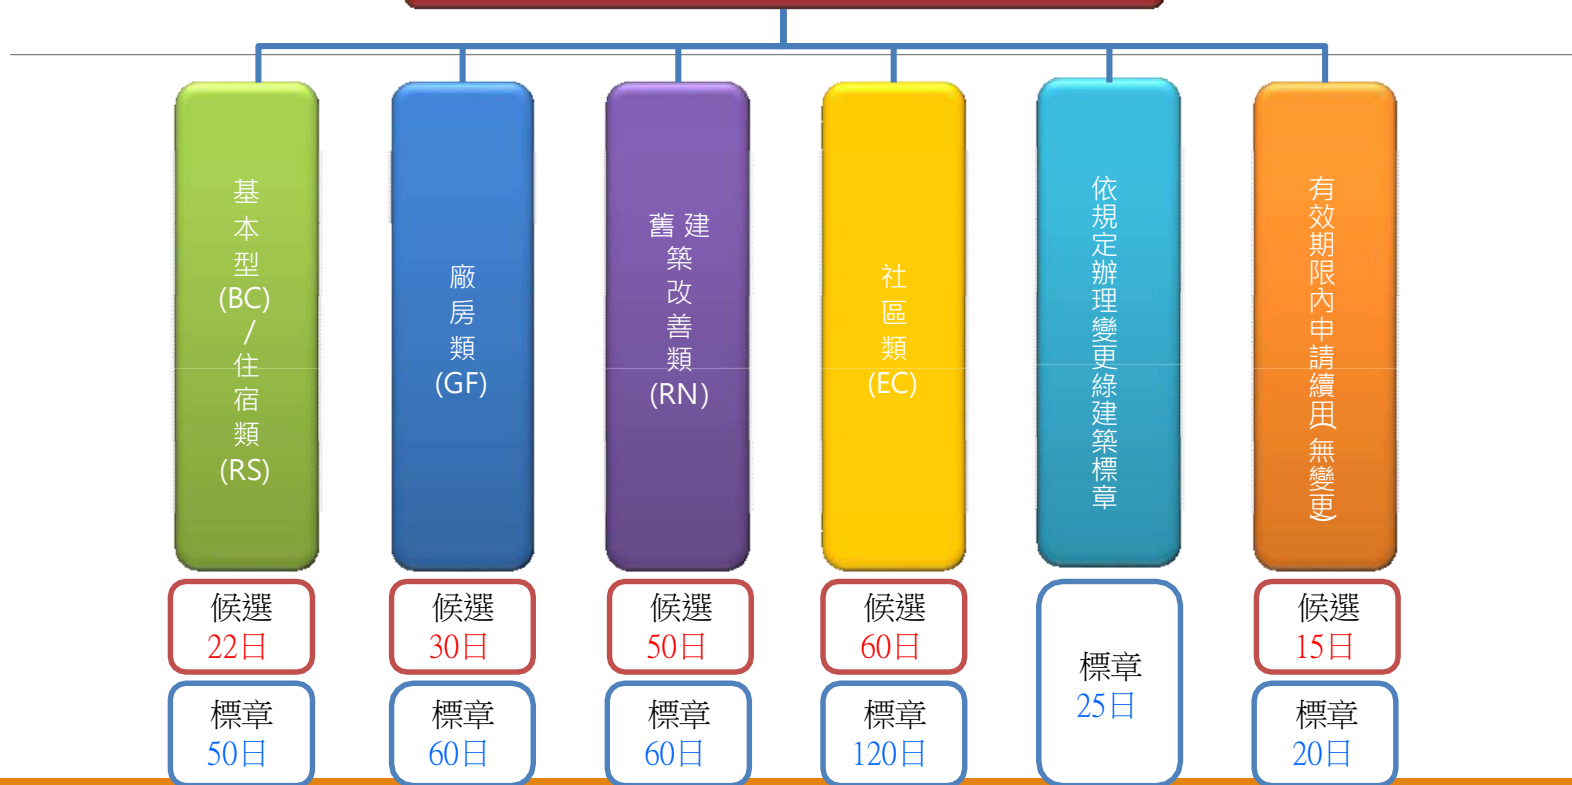 基本型(BC)/住宿類(RS)
廠房類(GF)
舊建築改善類(RN)
社區類(EC)
依規定辦理變更綠建築標章
有效期限內申請續用(無變更)
候選
22日
標章
50日
候選
30日
標章
60日
候選
50日
標章
60日
候選
60日
標章
120日
標章
25日
候選
15日
標章
20日